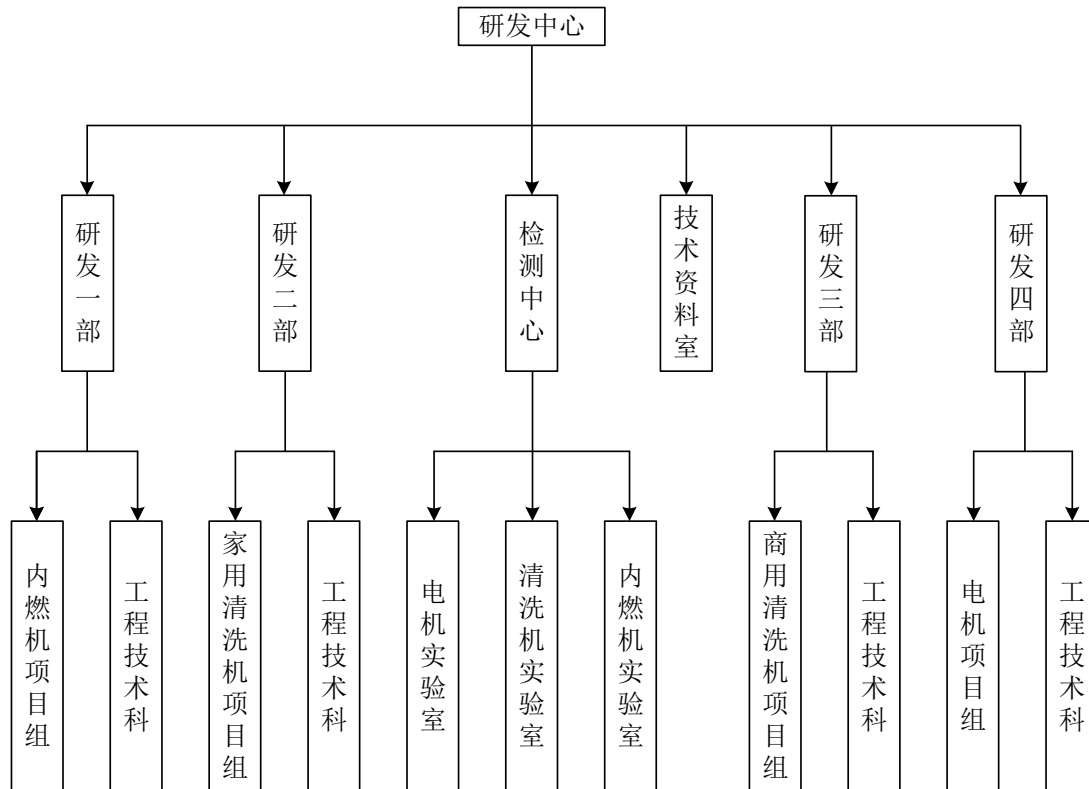 研发中心
研发一部
研发二部
检测中心
技术资料室
研发三部
研发四部
内燃机项目组
工程技术科
家用清洗机项目组
工程技术科
电机实验室
清洗机实验室
内燃机实验室
商用清洗机项目组
工程技术科
电机项目组
工程技术科